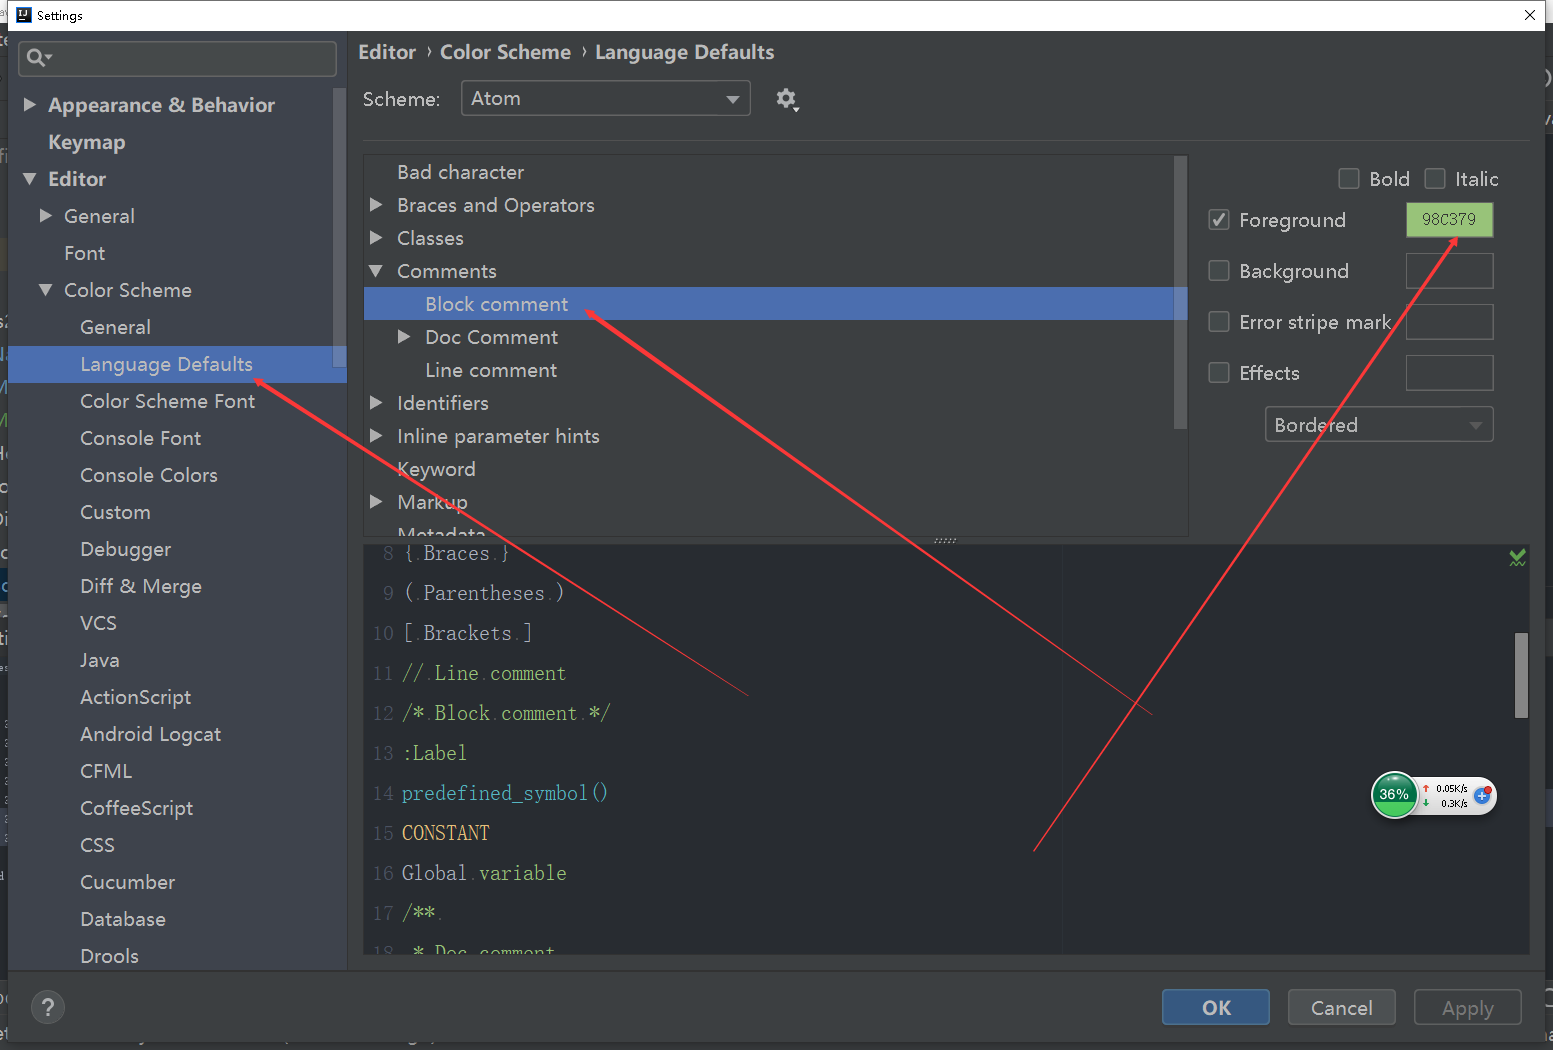 Settings
Editor › Color Scheme › Language Defaults
Scheme: Atom
Appearance & Behavior
Keymap
Editor
General
Font
Color Scheme
General
Language Defaults
Color Scheme Font
Console Font
Console Colors
Custom
Debugger
Diff & Merge
VCS
Java
ActionScript
Android Logcat
CFML
CoffeeScript
CSS
Cucumber
Database
Drools
Bad character
Braces and Operators
Classes
Comments
Block comment
Doc Comment
Line comment
Identifiers
Inline parameter hints
Keyword
Markup
Metadata
Bold Italic
Foreground 98C379
Background
Error stripe mark
Effects
Bordered
8 {.Braces.}
9 (.Parentheses.)
10 [.Brackets.]
11 //.Line.comment
12 /*.Block.comment.*/
13 :Label
14 predefined_symbol()
15 CONSTANT
16 Global.variable
17 /**.
18 .*.Doc.comment
36%
0.05K/s
0.3K/s
?
OK Cancel Apply